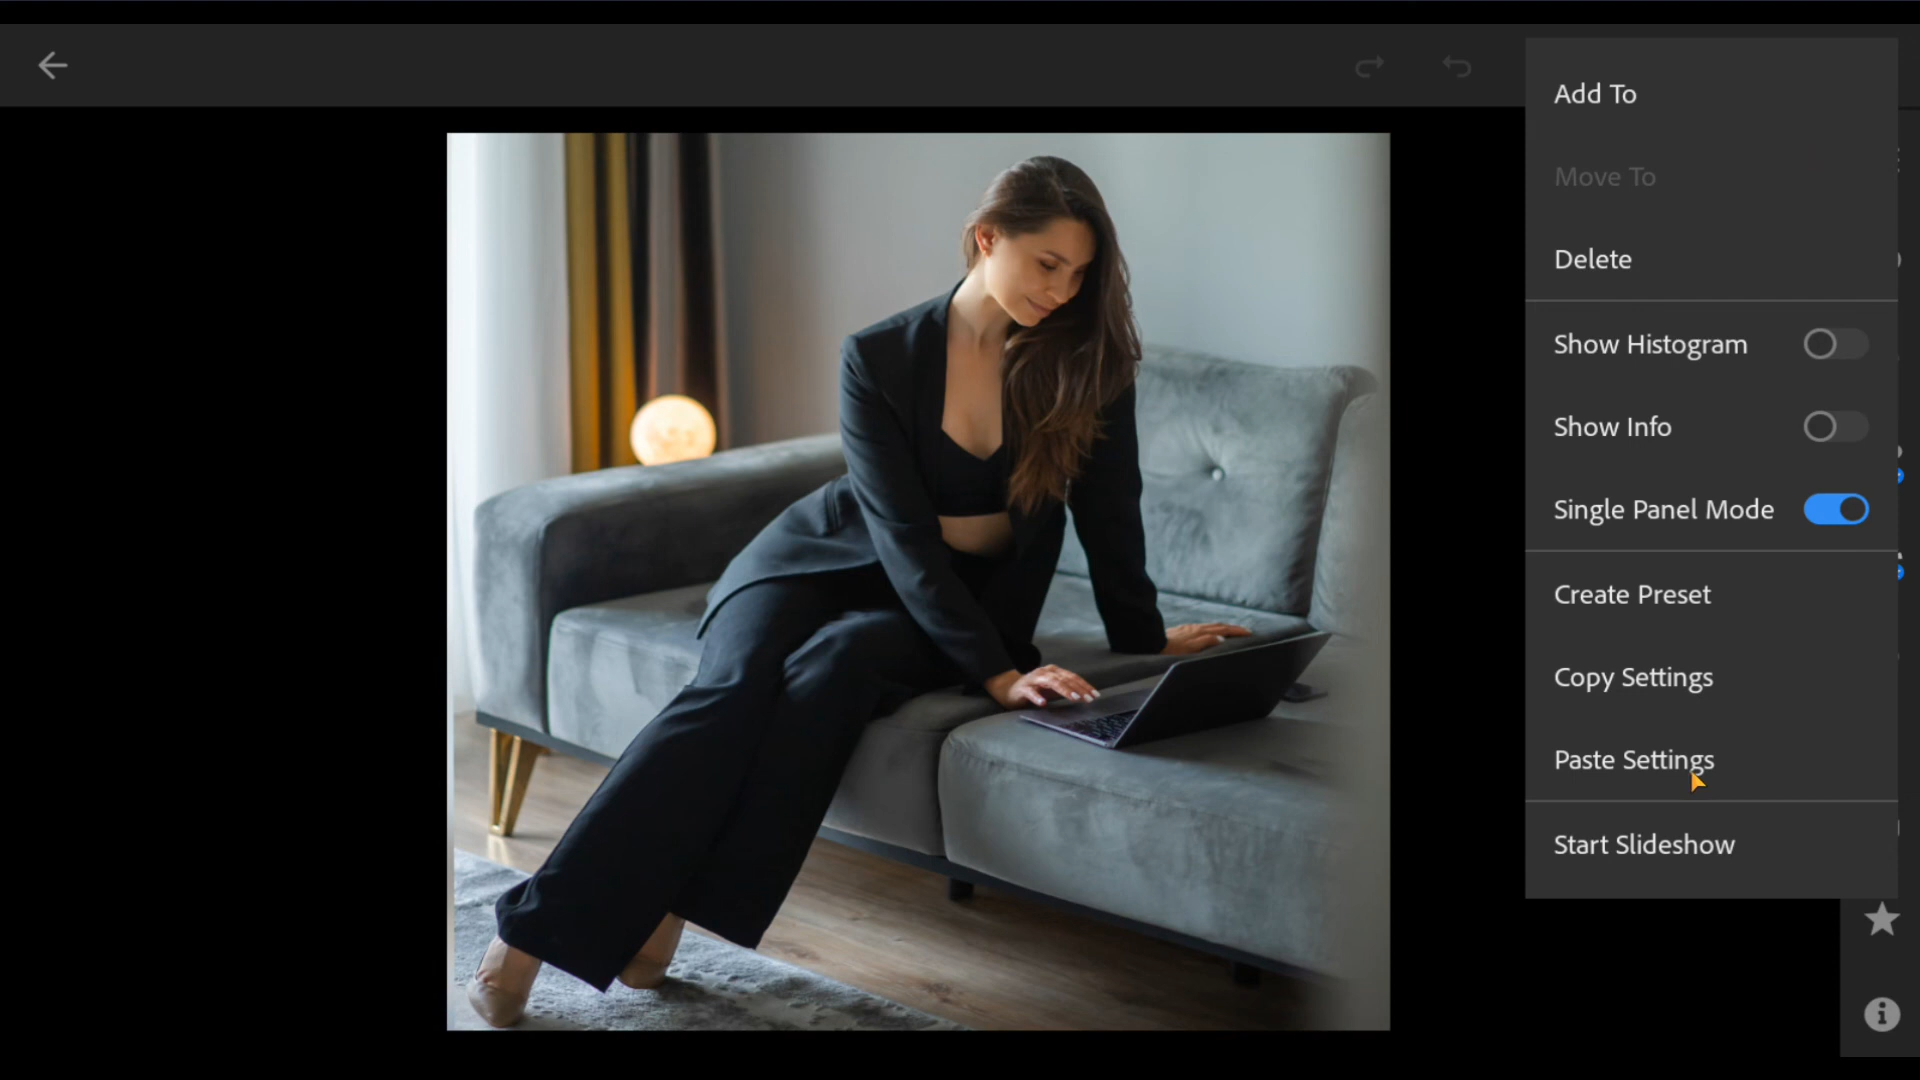 Add To
Move To
Delete
Show Histogram
Show Info
Single Panel Mode
Create Preset
Copy Settings
Paste Settings
Start Slideshow